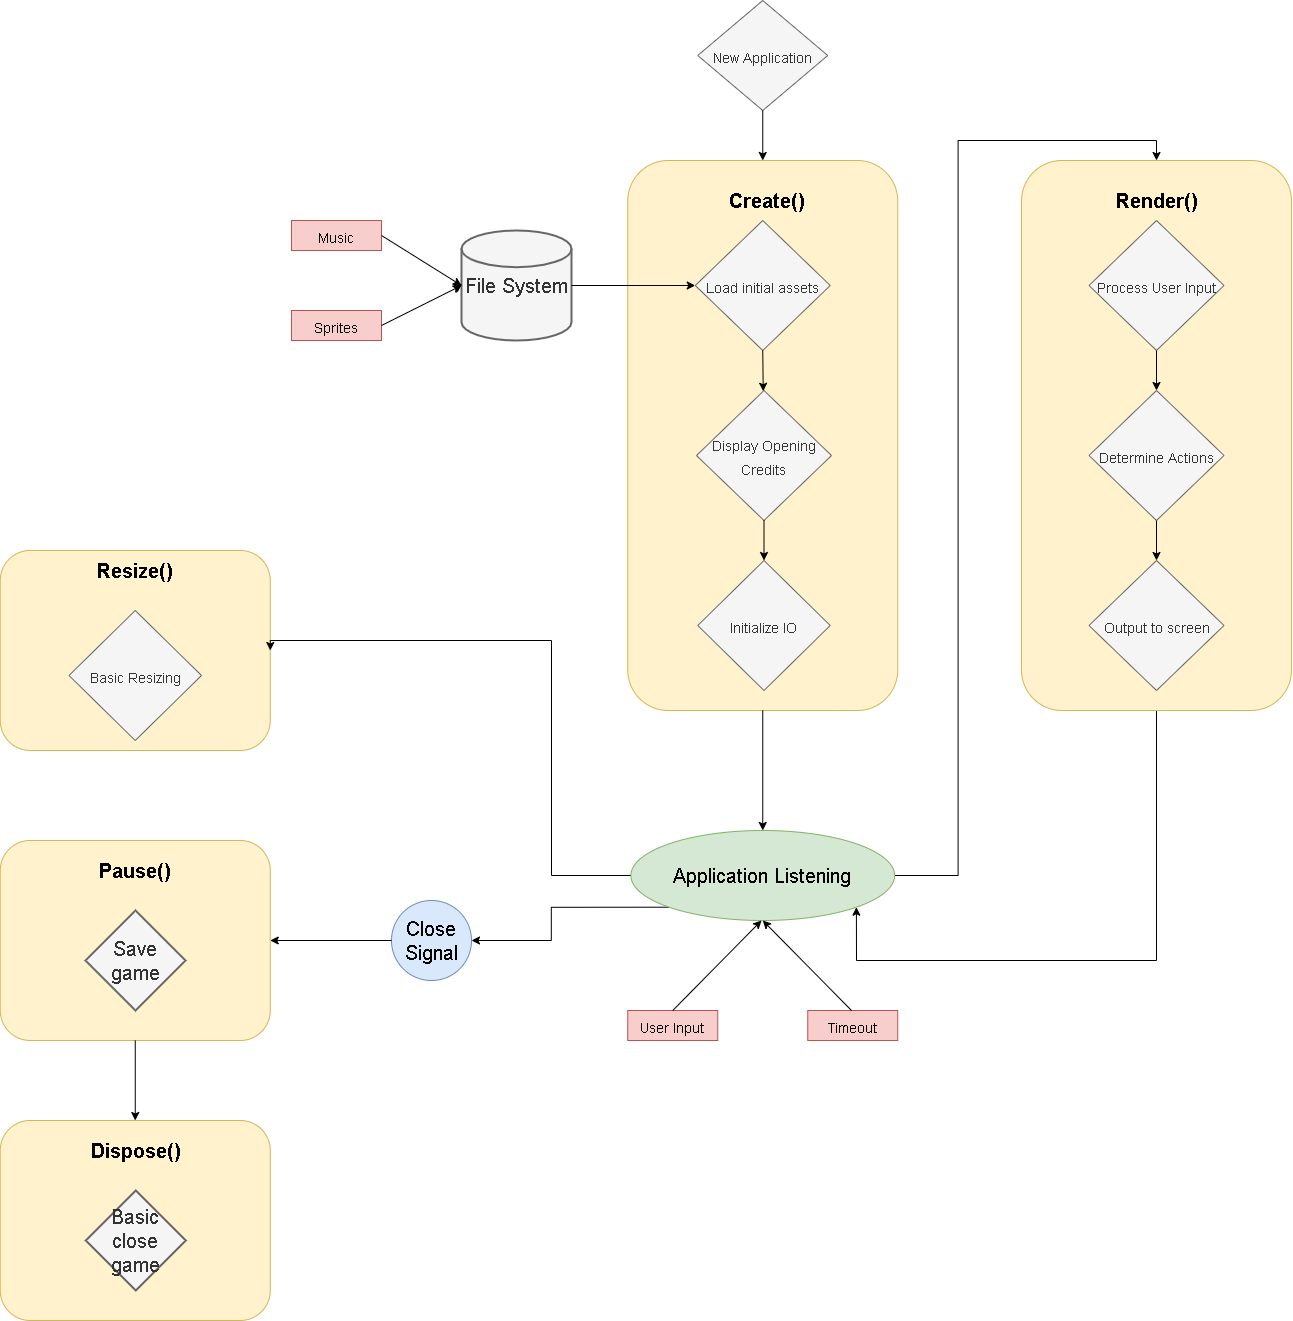 New Application
Create()
Render()
Music
File System
Load initial assets
Process User Input
Sprites
Display Opening
Credits
Determine Actions
Resize()
Initialize IO
Output to screen
Basic Resizing
Pause()
Application Listening
Close
Signal
Save
game
User Input
Timeout
Dispose()
Basic
close
game